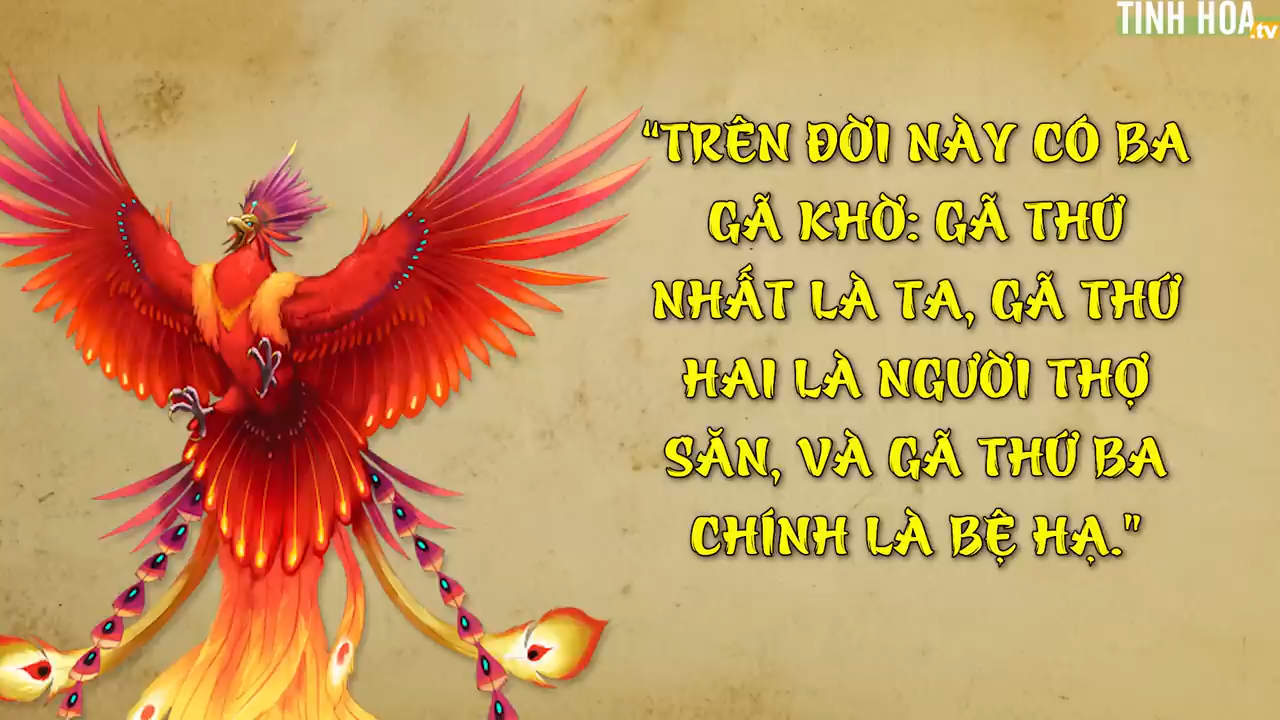 TINH HOA
.tv
“TRÊN ĐỜI NÀY CÓ BA
GÃ KHỜ: GÃ THỨ
NHẤT LÀ TA, GÃ THỨ
HAI LÀ NGƯỜI THỢ
SĂN, VÀ GÃ THỨ BA
CHÍNH LÀ BỆ HẠ."